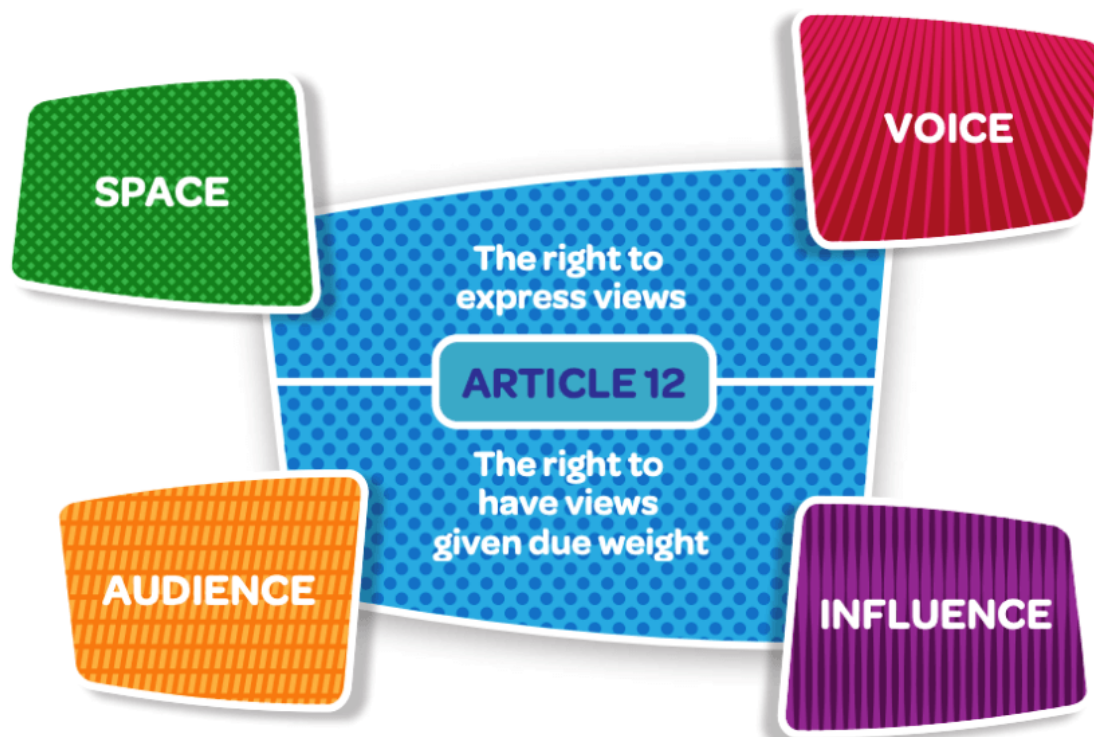 SPACE
VOICE
The right to
express views
ARTICLE 12
The right to
have views
given due weight
AUDIENCE
INFLUENCE